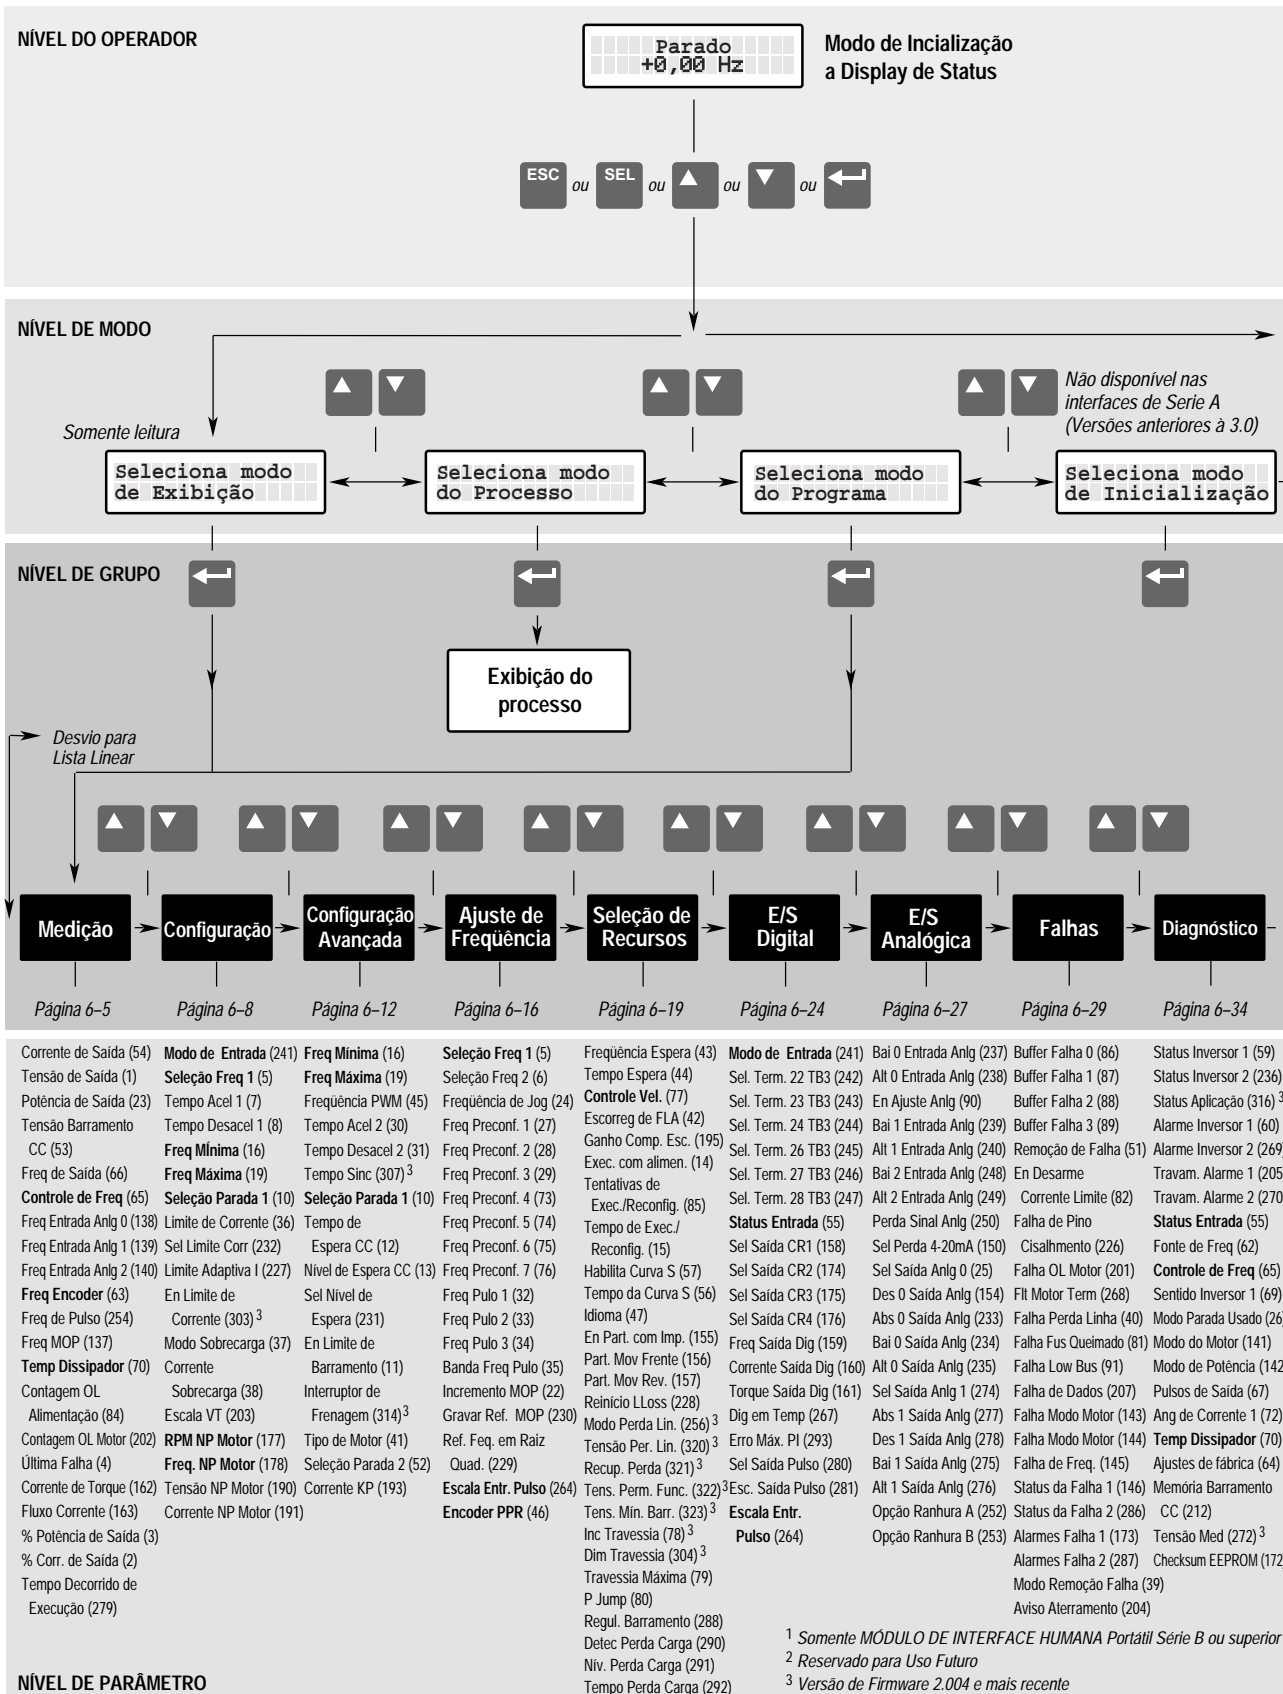 NÍVEL DO OPERADOR
Parado
+0,00 Hz
Modo de Incialização
a Display de Status
ESC ou SEL ou ou ou
NÍVEL DE MODO
Não disponível nas
interfaces de Serie A
(Versões anteriores à 3.0)
Somente leitura
Seleciona modo
de Exibição
Seleciona modo
do Processo
Seleciona modo
do Programa
Seleciona modo
de Inicialização
NÍVEL DE GRUPO
Exibição do
processo
Desvio para
Lista Linear
Medição
Configuração
Configuração
Avançada
Ajuste de
Freqüência
Seleção de
Recursos
E/S
Digital
E/S
Analógica
Falhas
Diagnóstico
Página 6–5
Página 6–8
Página 6–12
Página 6–16
Página 6–19
Página 6–24
Página 6–27
Página 6–29
Página 6–34
Corrente de Saída (54)
Tensão de Saída (1)
Potência de Saída (23)
Tensão Barramento
CC (53)
Freq de Saída (66)
Controle de Freq (65)
Freq Entrada Anlg 0 (138)
Freq Entrada Anlg 1 (139)
Freq Entrada Anlg 2 (140)
Freq Encoder (63)
Freq de Pulso (254)
Freq MOP (137)
Temp Dissipador (70)
Contagem OL
Alimentação (84)
Contagem OL Motor (202)
Última Falha (4)
Corrente de Torque (162)
Fluxo Corrente (163)
% Potência de Saída (3)
% Corr. de Saída (2)
Tempo Decorrido de
Execução (279)
Modo de Entrada (241)
Seleção Freq 1 (5)
Tempo Acel 1 (7)
Tempo Desacel 1 (8)
Freq Mínima (16)
Freq Máxima (19)
Seleção Parada 1 (10)
Limite de Corrente (36)
Sel Limite Corr (232)
Limite Adaptiva I (227)
En Limite de
Corrente (303) 3
Modo Sobrecarga (37)
Corrente
Sobrecarga (38)
Escala VT (203)
RPM NP Motor (177)
Freq. NP Motor (178)
Tensão NP Motor (190)
Corrente NP Motor (191)
Freq Mínima (16)
Freq Máxima (19)
Freqüência PWM (45)
Tempo Acel 2 (30)
Tempo Desacel 2 (31)
Tempo Sinc (307) 3
Seleção Parada 1 (10)
Tempo de
Espera CC (12)
Nível de Espera CC (13)
Sel Nível de
Espera (231)
En Limite de
Barramento (11)
Interruptor de
Frenagem (314) 3
Tipo de Motor (41)
Seleção Parada 2 (52)
Corrente KP (193)
Seleção Freq 1 (5)
Seleção Freq 2 (6)
Freqüência de Jog (24)
Freq Preconf. 1 (27)
Freq Preconf. 2 (28)
Freq Preconf. 3 (29)
Freq Preconf. 4 (73)
Freq Preconf. 5 (74)
Freq Preconf. 6 (75)
Freq Preconf. 7 (76)
Freq Pulo 1 (32)
Freq Pulo 2 (33)
Freq Pulo 3 (34)
Banda Freq Pulo (35)
Incremento MOP (22)
Gravar Ref. MOP (230)
Ref. Feq. em Raiz
Quad. (229)
Escala Entr. Pulso (264)
Encoder PPR (46)
Freqüência Espera (43)
Tempo Espera (44)
Controle Vel. (77)
Escorreg de FLA (42)
Ganho Comp. Esc. (195)
Exec. com alimen. (14)
Tentativas de
Exec./Reconfig. (85)
Tempo de Exec./
Reconfig. (15)
Habilita Curva S (57)
Tempo da Curva S (56)
Idioma (47)
En Part. com Imp. (155)
Part. Mov Frente (156)
Part. Mov Rev. (157)
Reinício LLoss (228)
Modo Perda Lin. (256) 3
Tensão Per. Lin. (320) 3
Recup. Perda (321) 3
Tens. Perm. Func. (322) 3
Tens. Mín. Barr. (323) 3
Inc Travessia (78) 3
Dim Travessia (304) 3
Travessia Máxima (79)
P Jump (80)
Regul. Barramento (288)
Detec Perda Carga (290)
Nív. Perda Carga (291)
Tempo Perda Carga (292)
Modo de Entrada (241)
Sel. Term. 22 TB3 (242)
Sel. Term. 23 TB3 (243)
Sel. Term. 24 TB3 (244)
Sel. Term. 26 TB3 (245)
Sel. Term. 27 TB3 (246)
Sel. Term. 28 TB3 (247)
Status Entrada (55)
Sel Saída CR1 (158)
Sel Saída CR2 (174)
Sel Saída CR3 (175)
Sel Saída CR4 (176)
Freq Saída Dig (159)
Corrente Saída Dig (160)
Torque Saída Dig (161)
Dig em Temp (267)
Erro Máx. PI (293)
Sel Saída Pulso (280)
Esc. Saída Pulso (281)
Escala Entr.
Pulso (264)
Bai 0 Entrada Anlg (237)
Alt 0 Entrada Anlg (238)
En Ajuste Anlg (90)
Bai 1 Entrada Anlg (239)
Alt 1 Entrada Anlg (240)
Bai 2 Entrada Anlg (248)
Alt 2 Entrada Anlg (249)
Perda Sinal Anlg (250)
Sel Perda 4-20mA (150)
Sel Saída Anlg 0 (25)
Des 0 Saída Anlg (154)
Abs 0 Saída Anlg (233)
Bai 0 Saída Anlg (234)
Alt 0 Saída Anlg (235)
Sel Saída Anlg 1 (274)
Abs 1 Saída Anlg (277)
Des 1 Saída Anlg (278)
Bai 1 Saída Anlg (275)
Alt 1 Saída Anlg (276)
Opção Ranhura A (252)
Opção Ranhura B (253)
Buffer Falha 0 (86)
Buffer Falha 1 (87)
Buffer Falha 2 (88)
Buffer Falha 3 (89)
Remoção de Falha (51)
En Desarme
Corrente Limite (82)
Falha de Pino
Cisalhmento (226)
Falha OL Motor (201)
Flt Motor Term (268)
Falha Perda Linha (40)
Falha Fus Queimado (81)
Falha Low Bus (91)
Falha de Dados (207)
Falha Modo Motor (143)
Falha Modo Motor (144)
Falha de Freq. (145)
Status da Falha 1 (146)
Status da Falha 2 (286)
Alarmes Falha 1 (173)
Alarmes Falha 2 (287)
Modo Remoção Falha (39)
Aviso Aterramento (204)
Status Inversor 1 (59)
Status Inversor 2 (236)
Status Aplicação (316) 3
Alarme Inversor 1 (60)
Alarme Inversor 2 (269)
Travam. Alarme 1 (205
Travam. Alarme 2 (270
Status Entrada (55)
Fonte de Freq (62)
Controle de Freq (65)
Sentido Inversor 1 (69)
Modo Parada Usado (26)
Modo do Motor (141)
Modo de Potência (142
Pulsos de Saída (67)
Ang de Corrente 1 (72)
Temp Dissipador (70)
Ajustes de fábrica (64)
Memória Barramento
CC (212)
Tensão Med (272) 3
Checksum EEPROM (172
1 Somente MÓDULO DE INTERFACE HUMANA Portátil Série B ou superior
2 Reservado para Uso Futuro
3 Versão de Firmware 2.004 e mais recente
NÍVEL DE PARÂMETRO